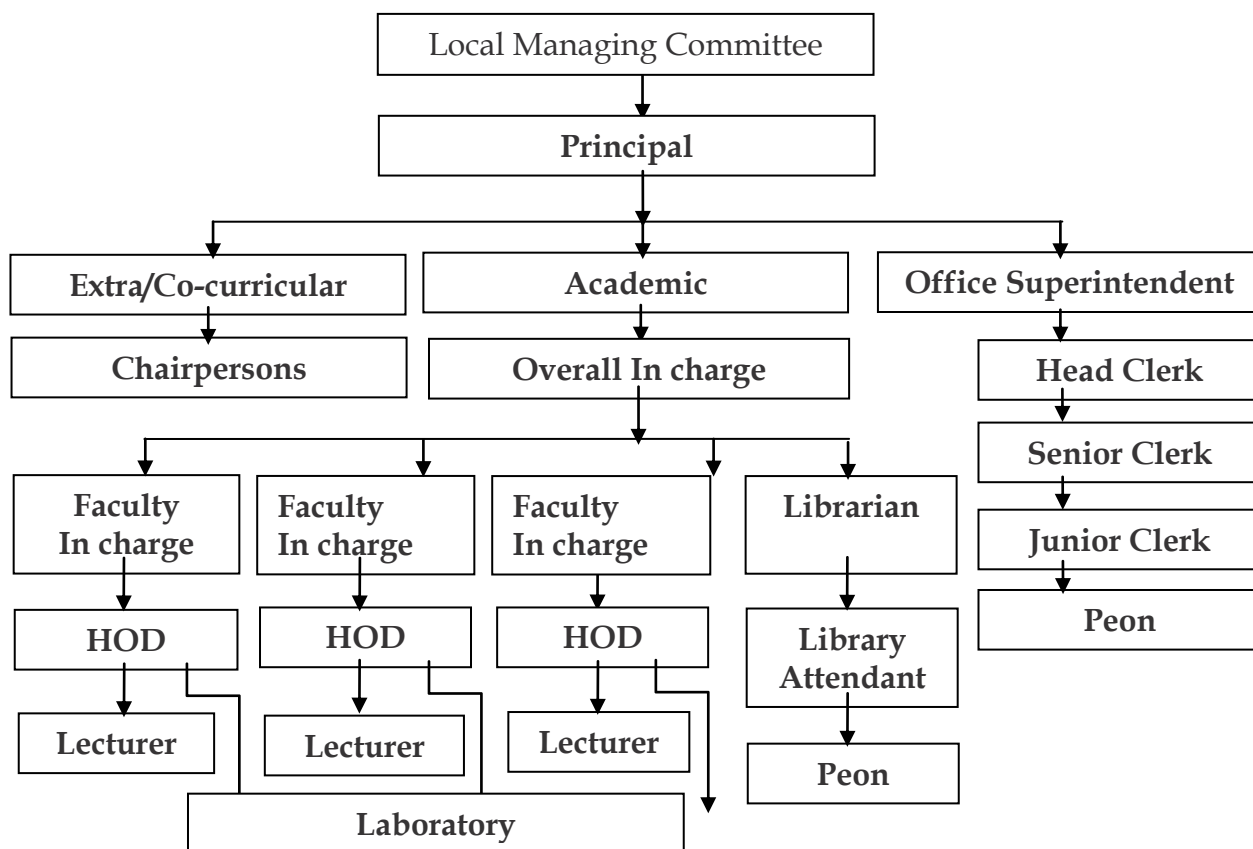 Local Managing Committee
Principal
Extra/Co-curricular
Academic
Office Superintendent
Chairpersons
Overall In charge
Head Clerk
Senior Clerk
Junior Clerk
Peon
Faculty
In charge
Faculty
In charge
Faculty
In charge
Librarian
HOD
HOD
HOD
Library
Attendant
Lecturer
Lecturer
Lecturer
Peon
Laboratory